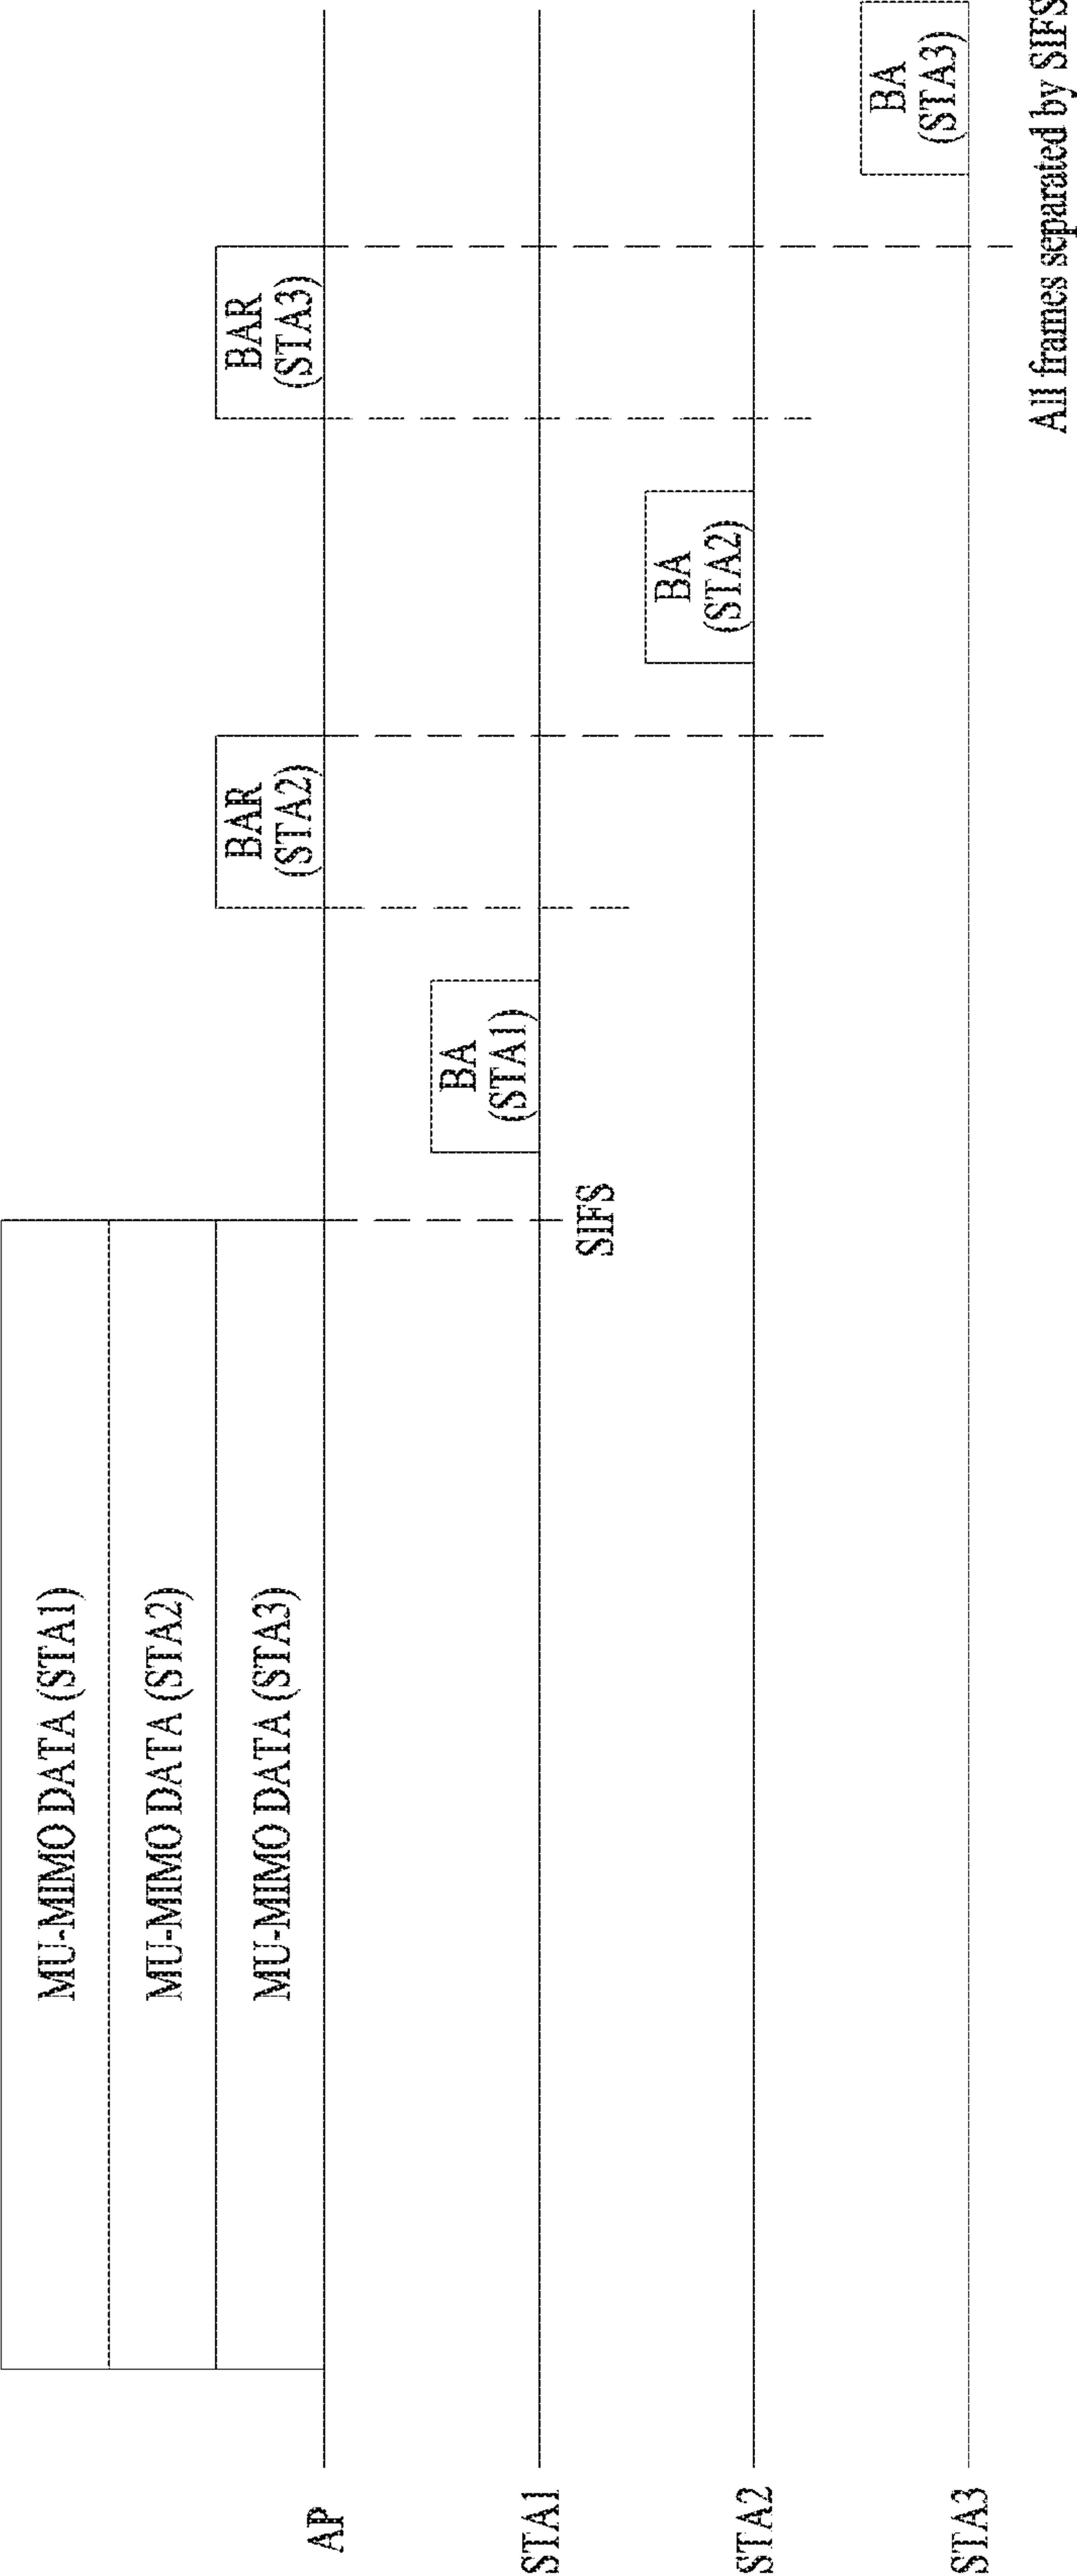 MU-MIMO DATA (STA1)
MU-MIMO DATA (STA2)
MU-MIMO DATA (STA3)
BAR
(STA2)
BAR
(STA3)
AP
BA
(STA1)
STA1
SIFS
BA
(STA2)
STA2
BA
(STA3)
STA3
All frames separated by SIFS